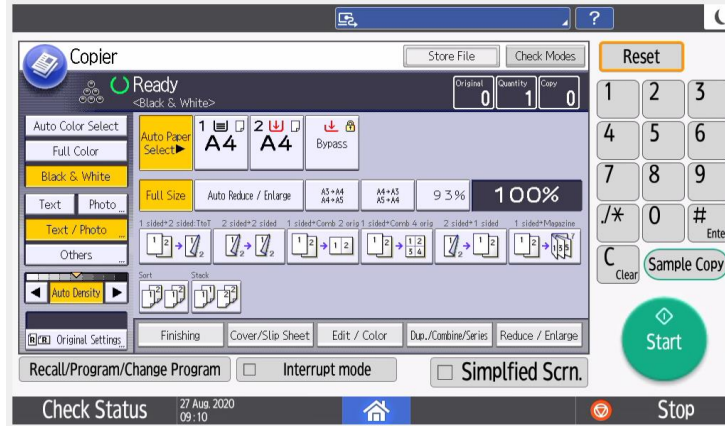 ?
Copier
Store File
Check Modes
Reset
Ready
<Black & White>
Original 0
Quantity 1
Copy 0
1 2 3
Auto Color Select
Full Color
Black & White
Auto Paper Select▶
1 A4
2 A4
Bypass
4 5 6
7 8 9
Text
Photo
Text / Photo
Others
Full Size
Auto Reduce / Enlarge
A3→A4
A4→A5
A4→A3
A5→A4
93%
100%
./* 0 #
Enter
1 sided→2 sided:TtoT
2 sided→2 sided
1 sided→Comb 2 orig
1 sided→Comb 4 orig
2 sided→1 sided
1 sided→Magazine
C
Clear
Sample Copy
Auto Density
Sort
Stack
Start
R R Original Settings
Finishing
Cover/Slip Sheet
Edit / Color
Dup./Combine/Series
Reduce / Enlarge
Recall/Program/Change Program
Interrupt mode
Simplfied Scrn.
Check Status
27 Aug. 2020
09:10
Stop